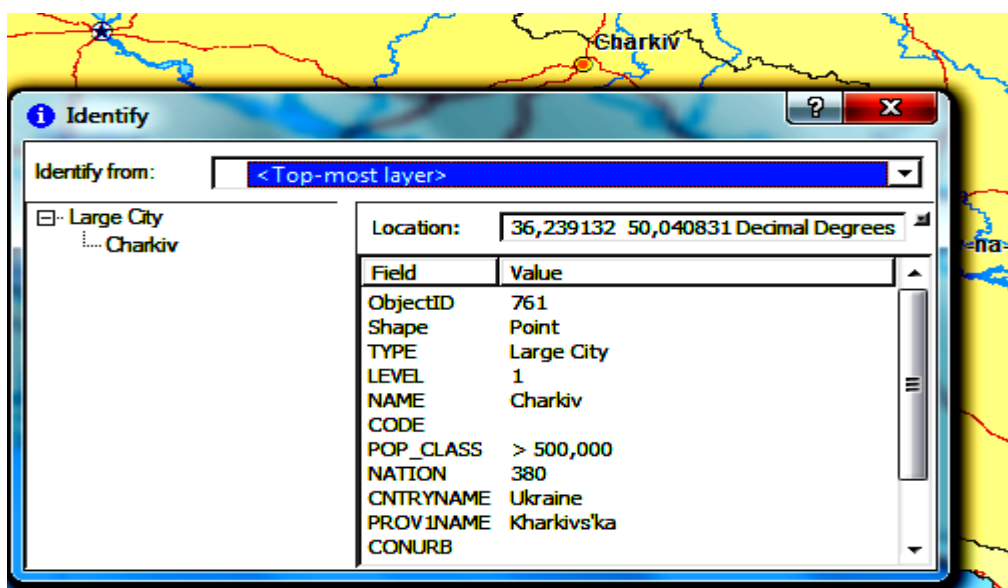 Charkiv
Identify
Identify from: <Top-most layer>
Large City
Charkiv
Location: 36,239132 50,040831 Decimal Degrees
Field Value
ObjectID 761
Shape Point
TYPE Large City
LEVEL 1
NAME Charkiv
CODE
POP_CLASS > 500,000
NATION 380
CNTRYNAME Ukraine
PROV1NAME Kharkivs'ka
CONURB